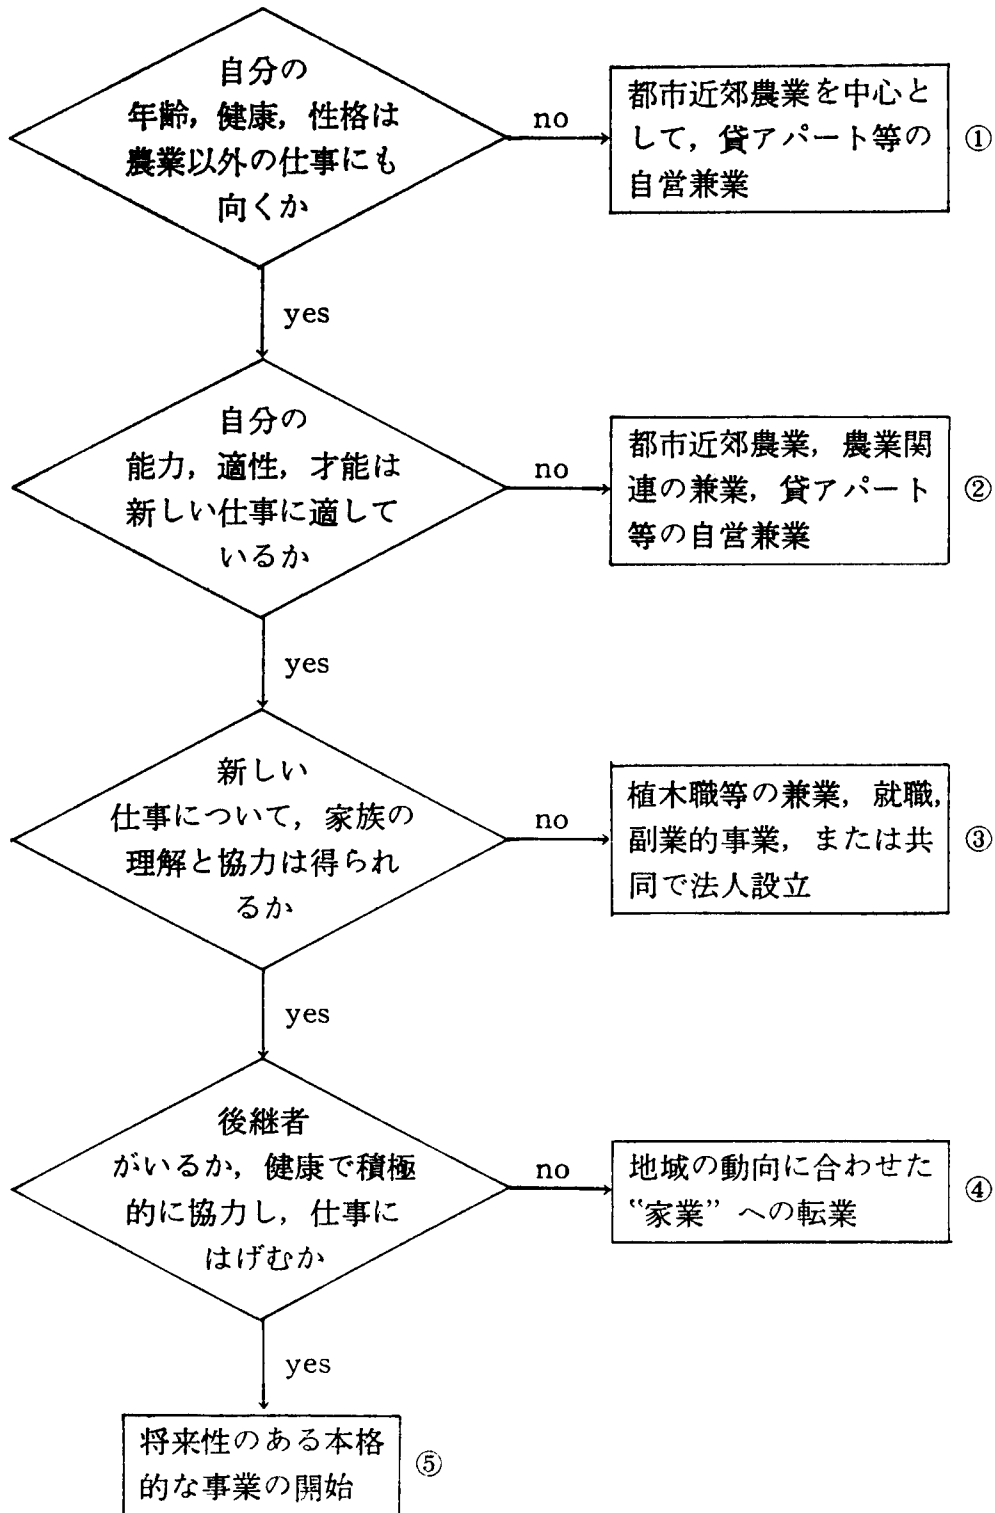 自分の
年齢，健康，性格は
農業以外の仕事にも
向くか
no
都市近郊農業を中心と
して，貸アパート等の
自営兼業
①
yes
自分の
能力，適性，才能は
新しい仕事に適して
いるか
no
都市近郊農業，農業関
連の兼業，貸アパート
等の自営兼業
②
yes
新しい
仕事について，家族の
理解と協力は得られ
るか
no
植木職等の兼業，就職，
副業的事業，または共
同で法人設立
③
yes
後継者
がいるか，健康で積極
的に協力し，仕事に
はげむか
no
地域の動向に合わせた
“家業”への転業
④
yes
将来性のある本格
的な事業の開始
⑤